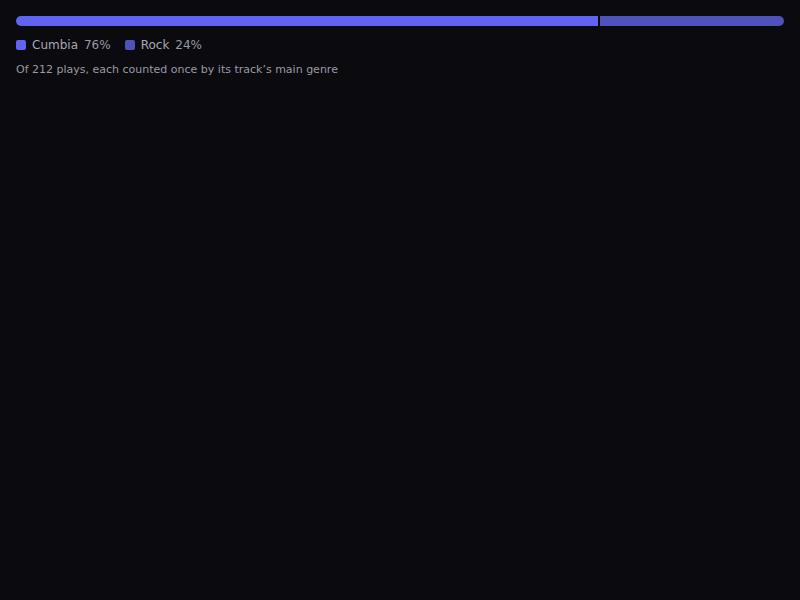 Cumbia 76% Rock 24%
Of 212 plays, each counted once by its track’s main genre